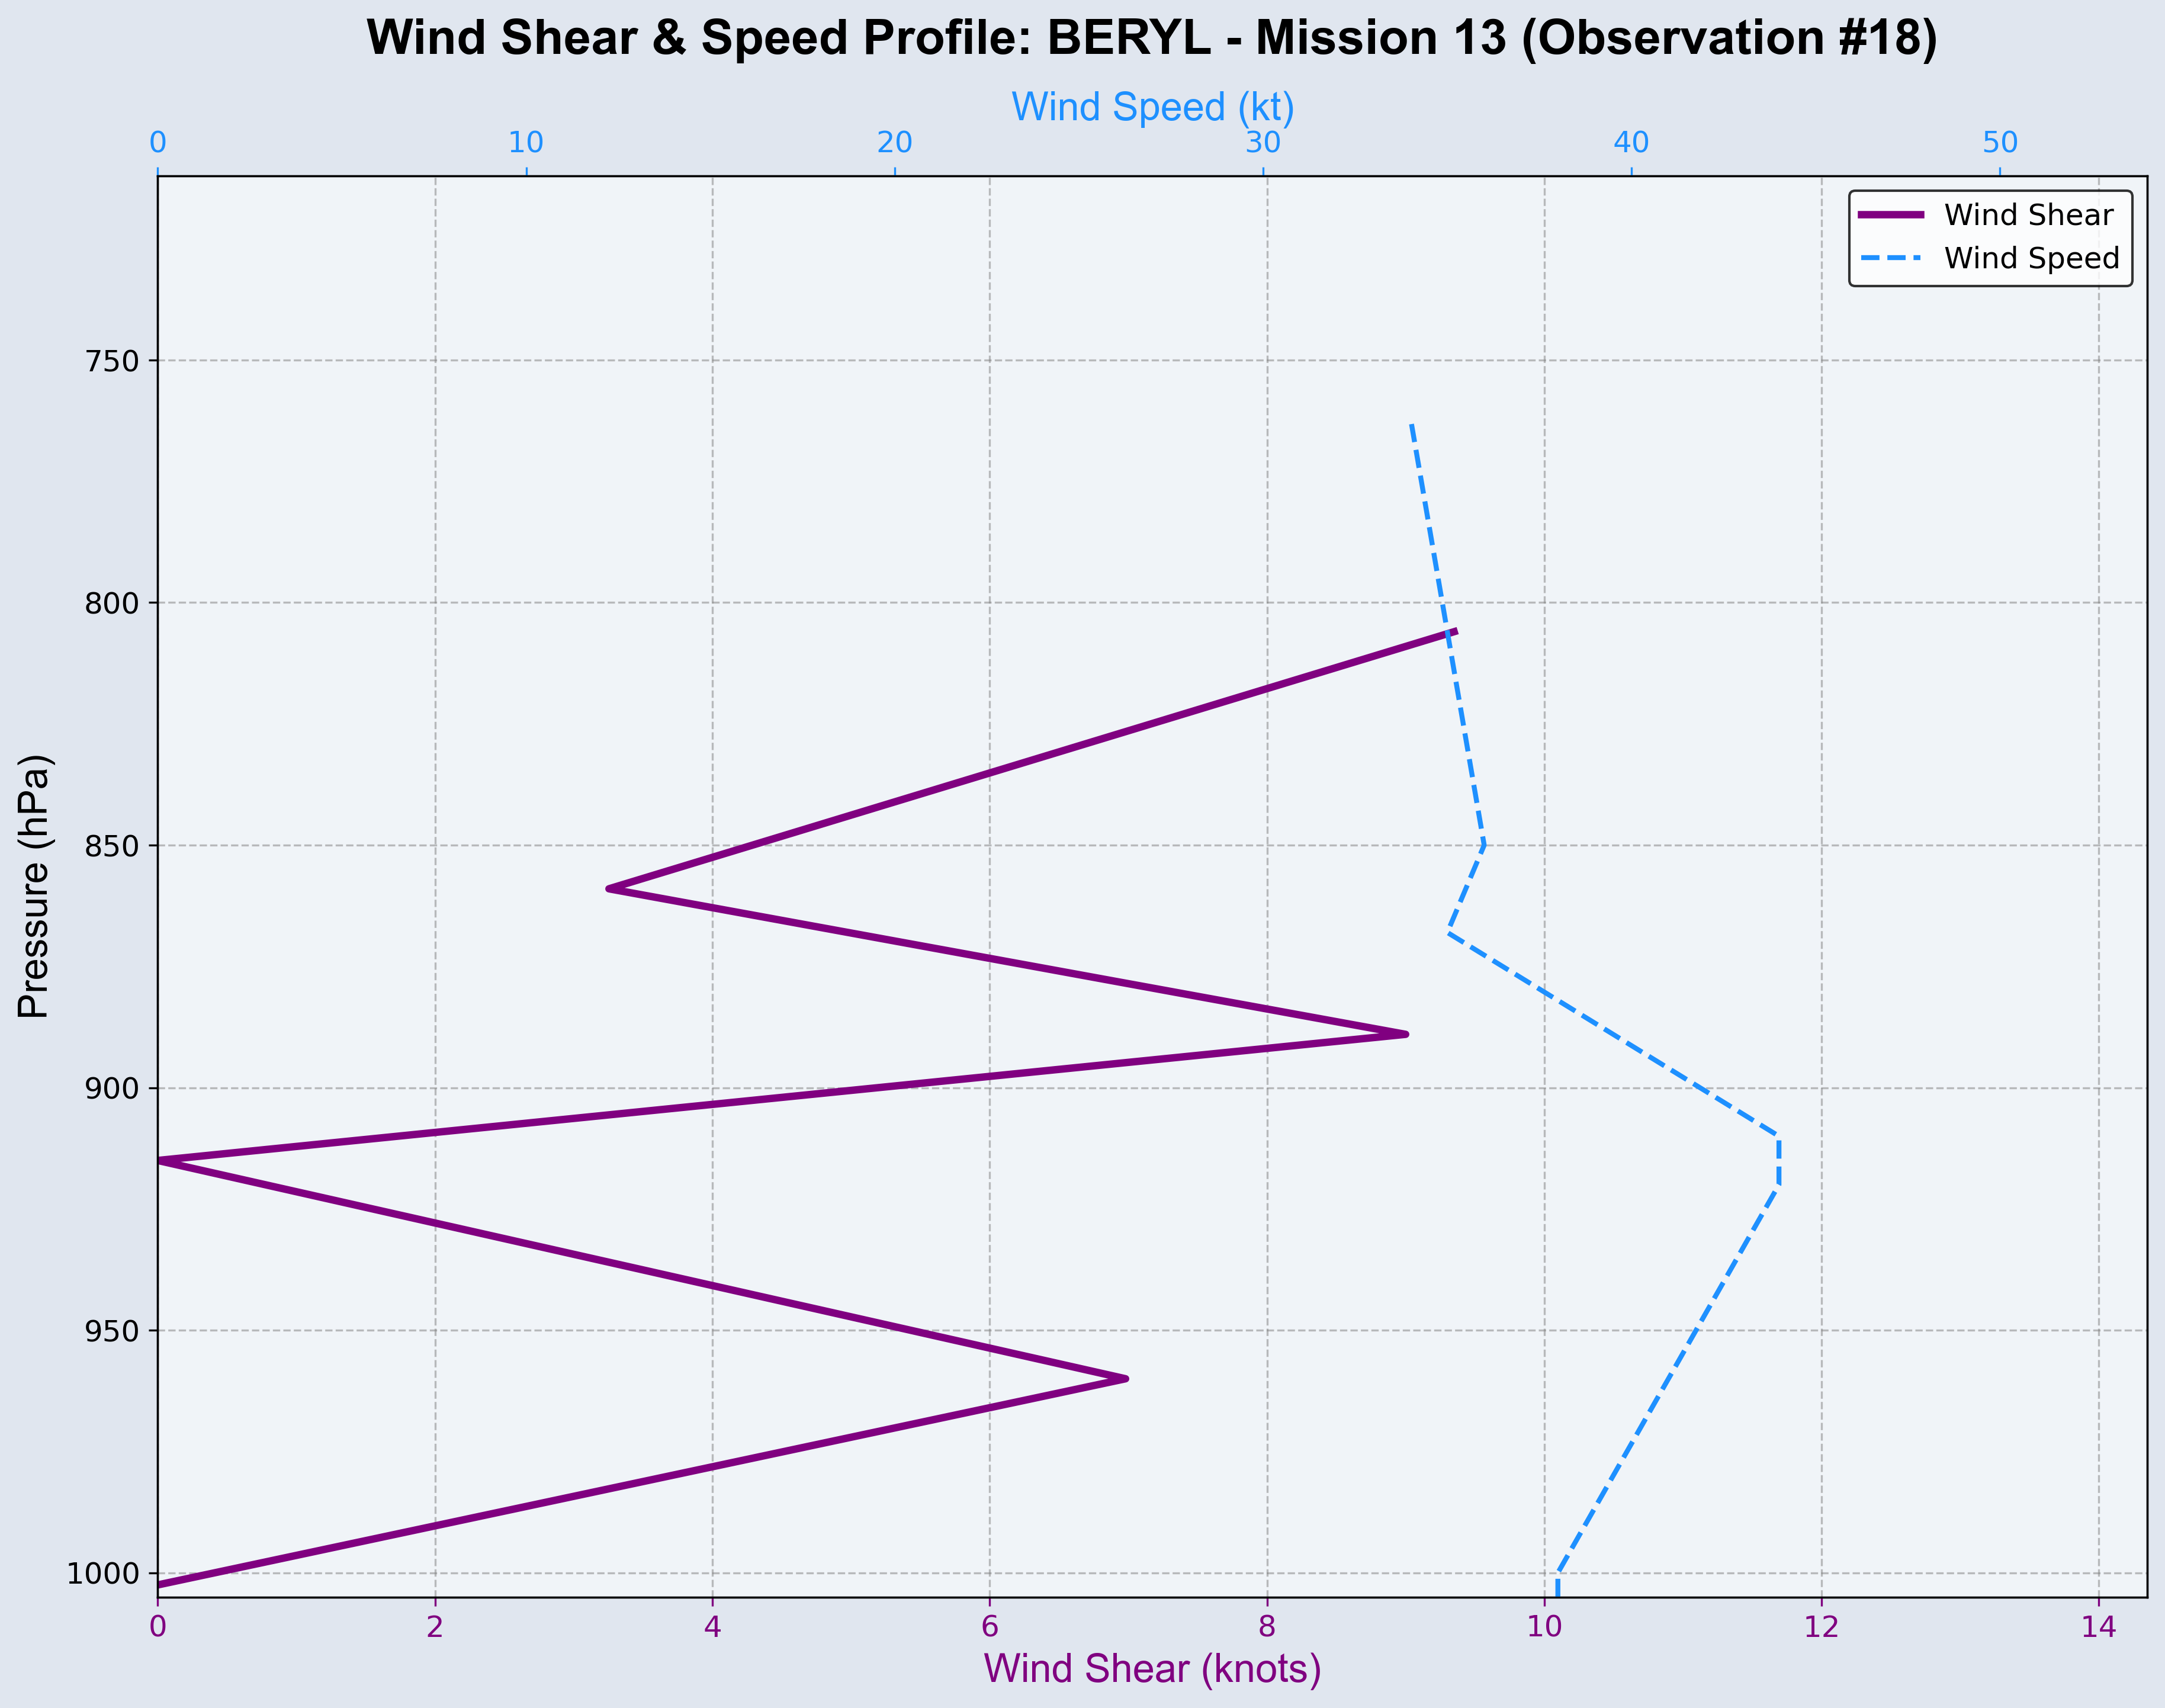 Wind Shear & Speed Profile: BERYL - Mission 13 (Observation #18)
Wind Speed (kt)
0 10 20 30 40 50
Wind Shear
Wind Speed
Pressure (hPa)
750
800
850
900
950
1000
0 2 4 6 8 10 12 14
Wind Shear (knots)